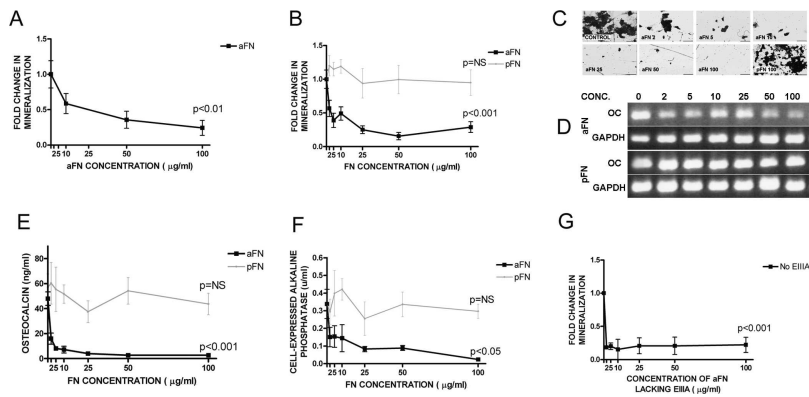 A
aFN
1.5
1.0
0.5
0.0
FOLD CHANGE IN
MINERALIZATION
p<0.01
2 5 10 25 50 100
aFN CONCENTRATION ( μg/ml)
B
aFN
pFN
2.0
1.5
1.0
0.5
0.0
FOLD CHANGE IN
MINERALIZATION
p=NS
p<0.001
2 5 10 25 50 100
FN CONCENTRATION ( μg/ml)
C
CONTROL
aFN 2
aFN 5
aFN 10
aFN 25
aFN 50
aFN 100
pFN 100
D
CONC. 0 2 5 10 25 50 100
aFN
OC
GAPDH
pFN
OC
GAPDH
E
aFN
pFN
80
60
40
20
0
OSTEOCALCIN (ng/ml)
p=NS
p<0.001
2 5 10 25 50 100
FN CONCENTRATION ( μg/ml)
F
aFN
pFN
0.6
0.5
0.4
0.3
0.2
0.1
0.0
CELL-EXPRESSED ALKALINE
PHOSPHATASE (u/ml)
p=NS
p<0.05
2 5 10 25 50 100
FN CONCENTRATION ( μg/ml)
G
No EIIIA
2.0
1.5
1.0
0.5
0.0
FOLD CHANGE IN
MINERALIZATION
p<0.001
2 5 10 25 50 100
CONCENTRATION OF aFN
LACKING EIIIA ( μg/ml)